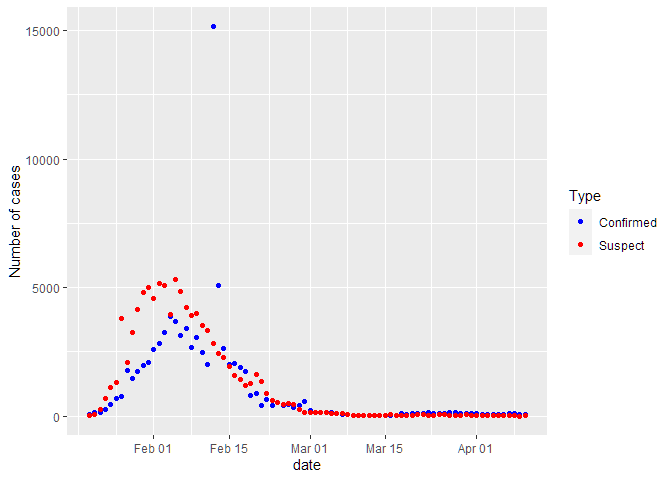 15000
10000
5000
0
Number of cases
Feb 01
Feb 15
Mar 01
Mar 15
Apr 01
date
Type
Confirmed
Suspect